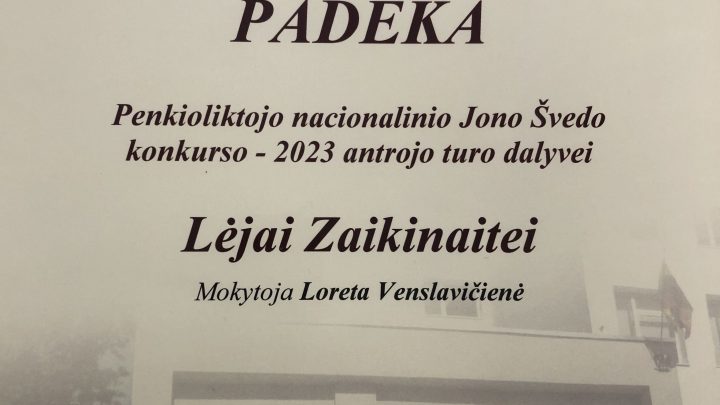 PADĖKA
Penkioliktojo nacionalinio Jono Švedo
konkurso - 2023 antrojo turo dalyvei
Lėjai Zaikinaitei
Mokytoja Loreta Venslavičienė